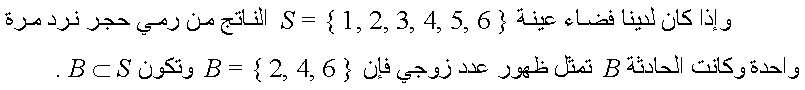 وإذا كان لدينا فضاء عينة S = { 1, 2, 3, 4, 5, 6 } الناتج من رمي حجر نرد مرة
واحدة وكانت الحادثة B تمثل ظهور عدد زوجي فإن B = { 2, 4, 6 } وتكون B ⊂ S .